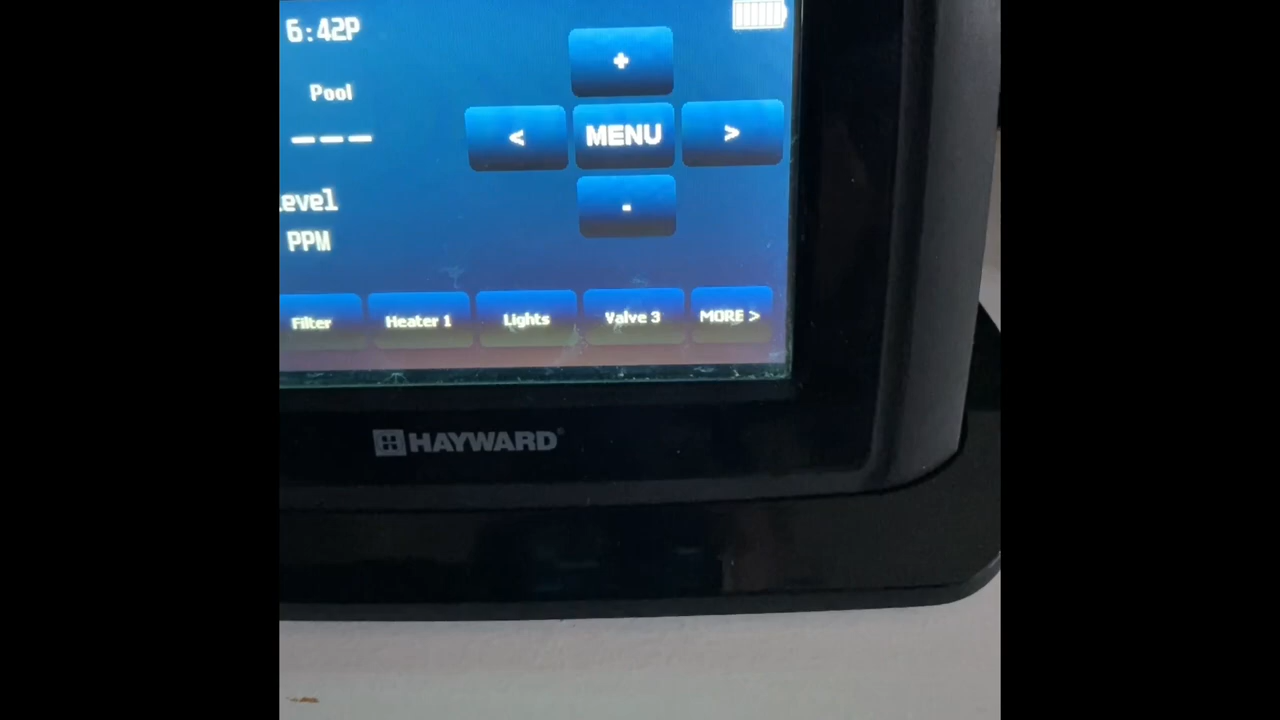 6:42P
Pool
---
+
< MENU >
-
evel
PPM
Filter Heater 1 Lights Valve 3 MORE >
HAYWARD®